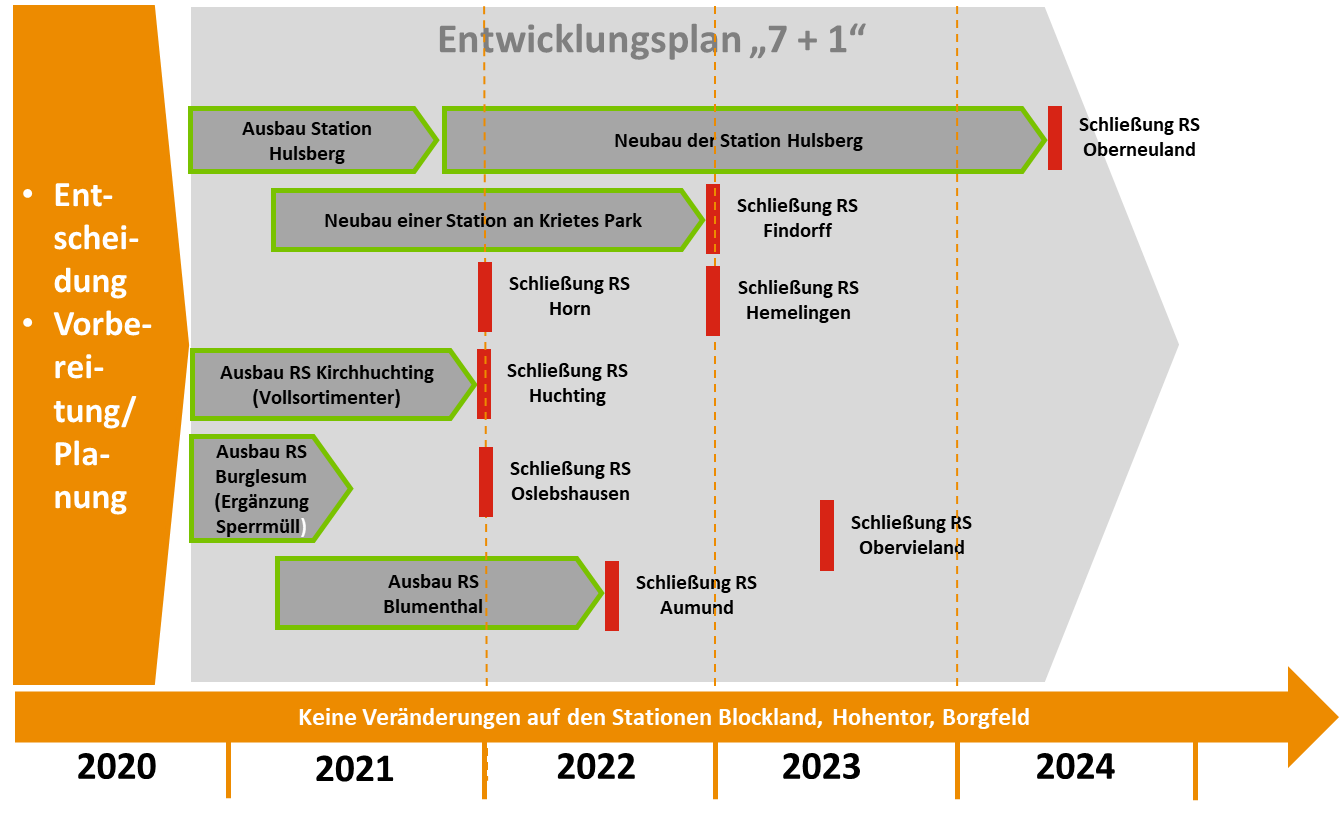 Entwicklungsplan „7 + 1“
• Ent-
schei-
dung
• Vorbe-
rei-
tung/
Pla-
nung
Ausbau Station
Hulsberg
Neubau der Station Hulsberg
Schließung RS
Oberneuland
Neubau einer Station an Krietes Park
Schließung RS
Findorff
Schließung RS
Horn
Schließung RS
Hemelingen
Ausbau RS Kirchhuchting
(Vollsortimenter)
Schließung RS
Huchting
Ausbau RS
Burglesum
(Ergänzung
Sperrmüll)
Schließung RS
Oslebshausen
Schließung RS
Obervieland
Ausbau RS
Blumenthal
Schließung RS
Aumund
Keine Veränderungen auf den Stationen Blockland, Hohentor, Borgfeld
2020
2021
2022
2023
2024